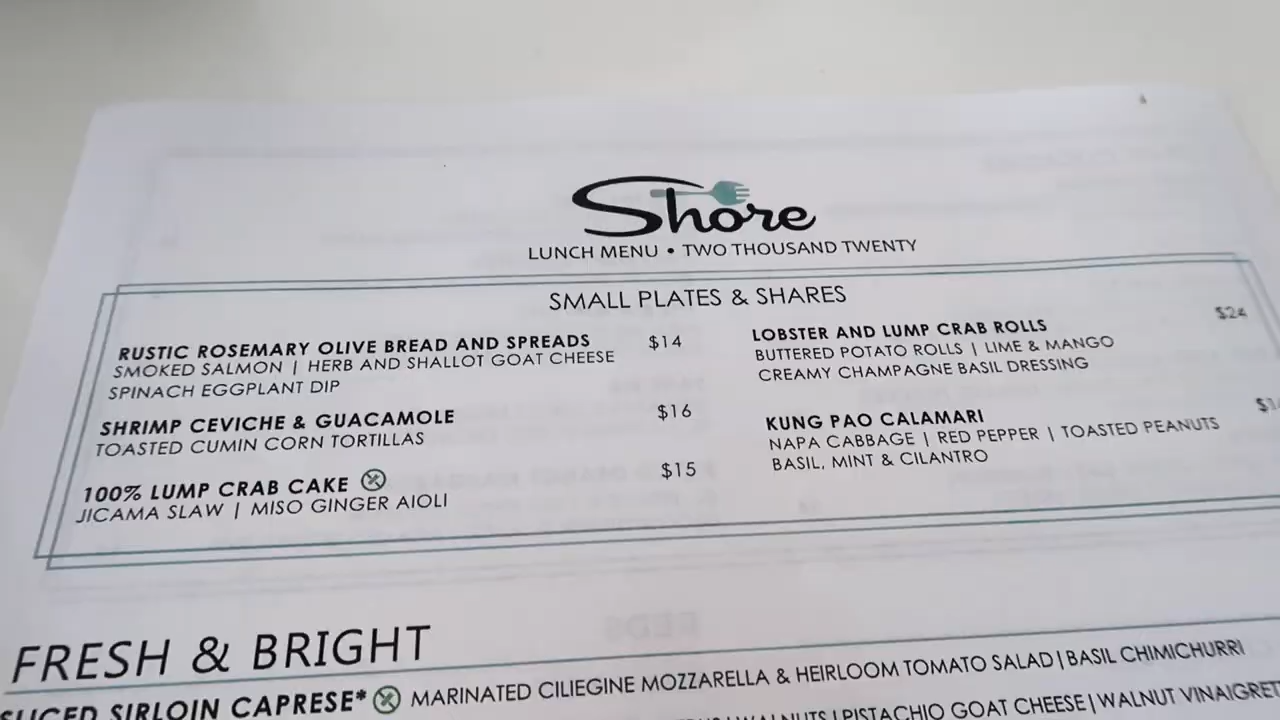 Shore
LUNCH MENU • TWO THOUSAND TWENTY
SMALL PLATES & SHARES
RUSTIC ROSEMARY OLIVE BREAD AND SPREADS $14
SMOKED SALMON | HERB AND SHALLOT GOAT CHEESE
SPINACH EGGPLANT DIP
SHRIMP CEVICHE & GUACAMOLE $16
TOASTED CUMIN CORN TORTILLAS
100% LUMP CRAB CAKE $15
JICAMA SLAW | MISO GINGER AIOLI
LOBSTER AND LUMP CRAB ROLLS $24
BUTTERED POTATO ROLLS | LIME & MANGO
CREAMY CHAMPAGNE BASIL DRESSING
KUNG PAO CALAMARI
NAPA CABBAGE | RED PEPPER | TOASTED PEANUTS
BASIL, MINT & CILANTRO
FRESH & BRIGHT
SLICED SIRLOIN CAPRESE* MARINATED CILIEGINE MOZZARELLA & HEIRLOOM TOMATO SALAD | BASIL CHIMICHURRI
WALNUTS | PISTACHIO GOAT CHEESE | WALNUT